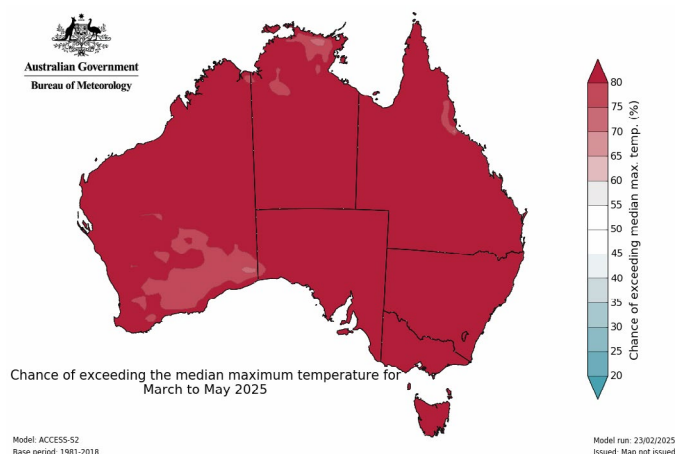 Australian Government
Bureau of Meteorology
80
75
70
65
60
55
50
45
40
35
30
25
20
Chance of exceeding median max. temp. (%)
Chance of exceeding the median maximum temperature for
March to May 2025
Model: ACCESS-S2
Base period: 1981-2018
Model run: 23/02/2025
Issued: Map not issued